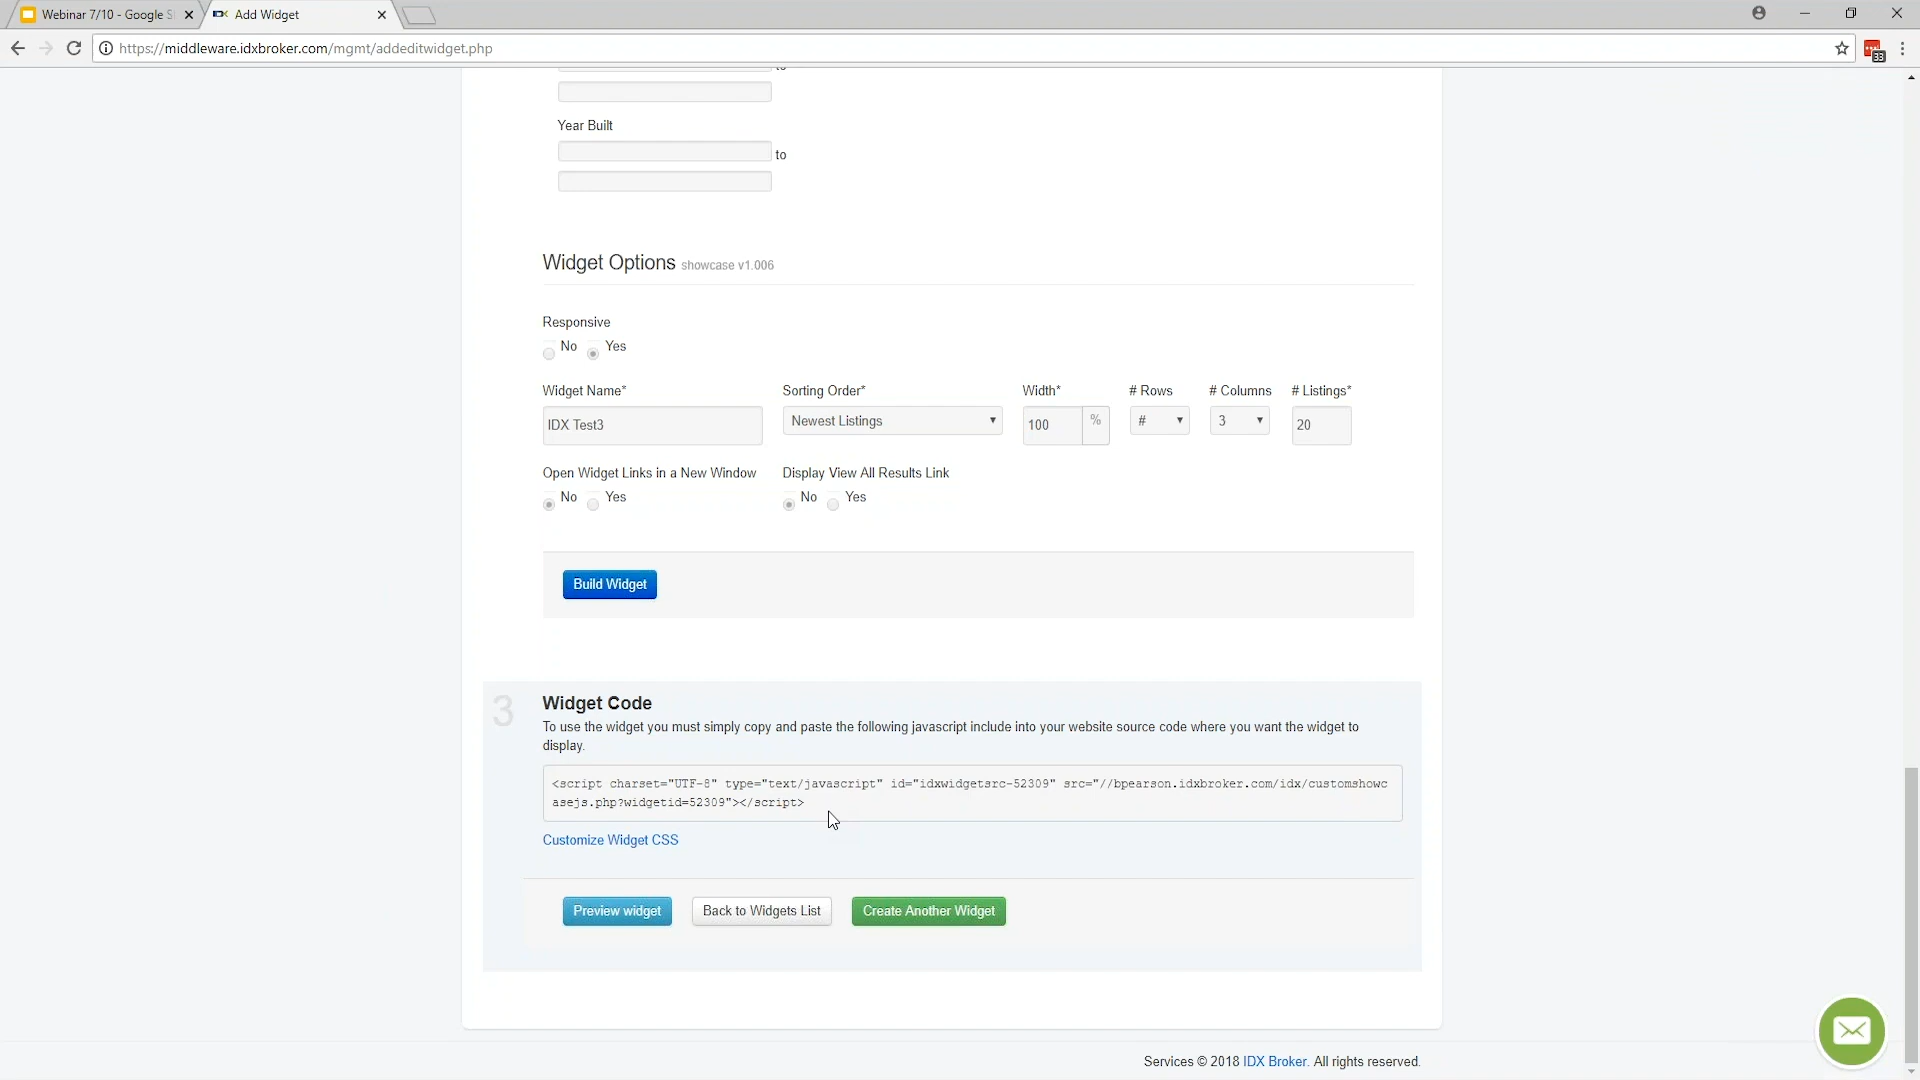 Webinar 7/10 - Google S
Add Widget
https://middleware.idxbroker.com/mgmt/addeditwidget.php
33
to
Year Built
to
Widget Options showcase v1.006
Responsive
No Yes
Widget Name* Sorting Order* Width* # Rows # Columns # Listings*
IDX Test3 Newest Listings 100 % # 3 20
Open Widget Links in a New Window Display View All Results Link
No Yes No Yes
Build Widget
3 Widget Code
To use the widget you must simply copy and paste the following javascript include into your website source code where you want the widget to
display.
<script charset="UTF-8" type="text/javascript" id="idxwidgetsrc-52309" src="//bpearson.idxbroker.com/idx/customshowc
asejs.php?widgetid=52309"></script>
Customize Widget CSS
Preview widget Back to Widgets List Create Another Widget
Services © 2018 IDX Broker. All rights reserved.